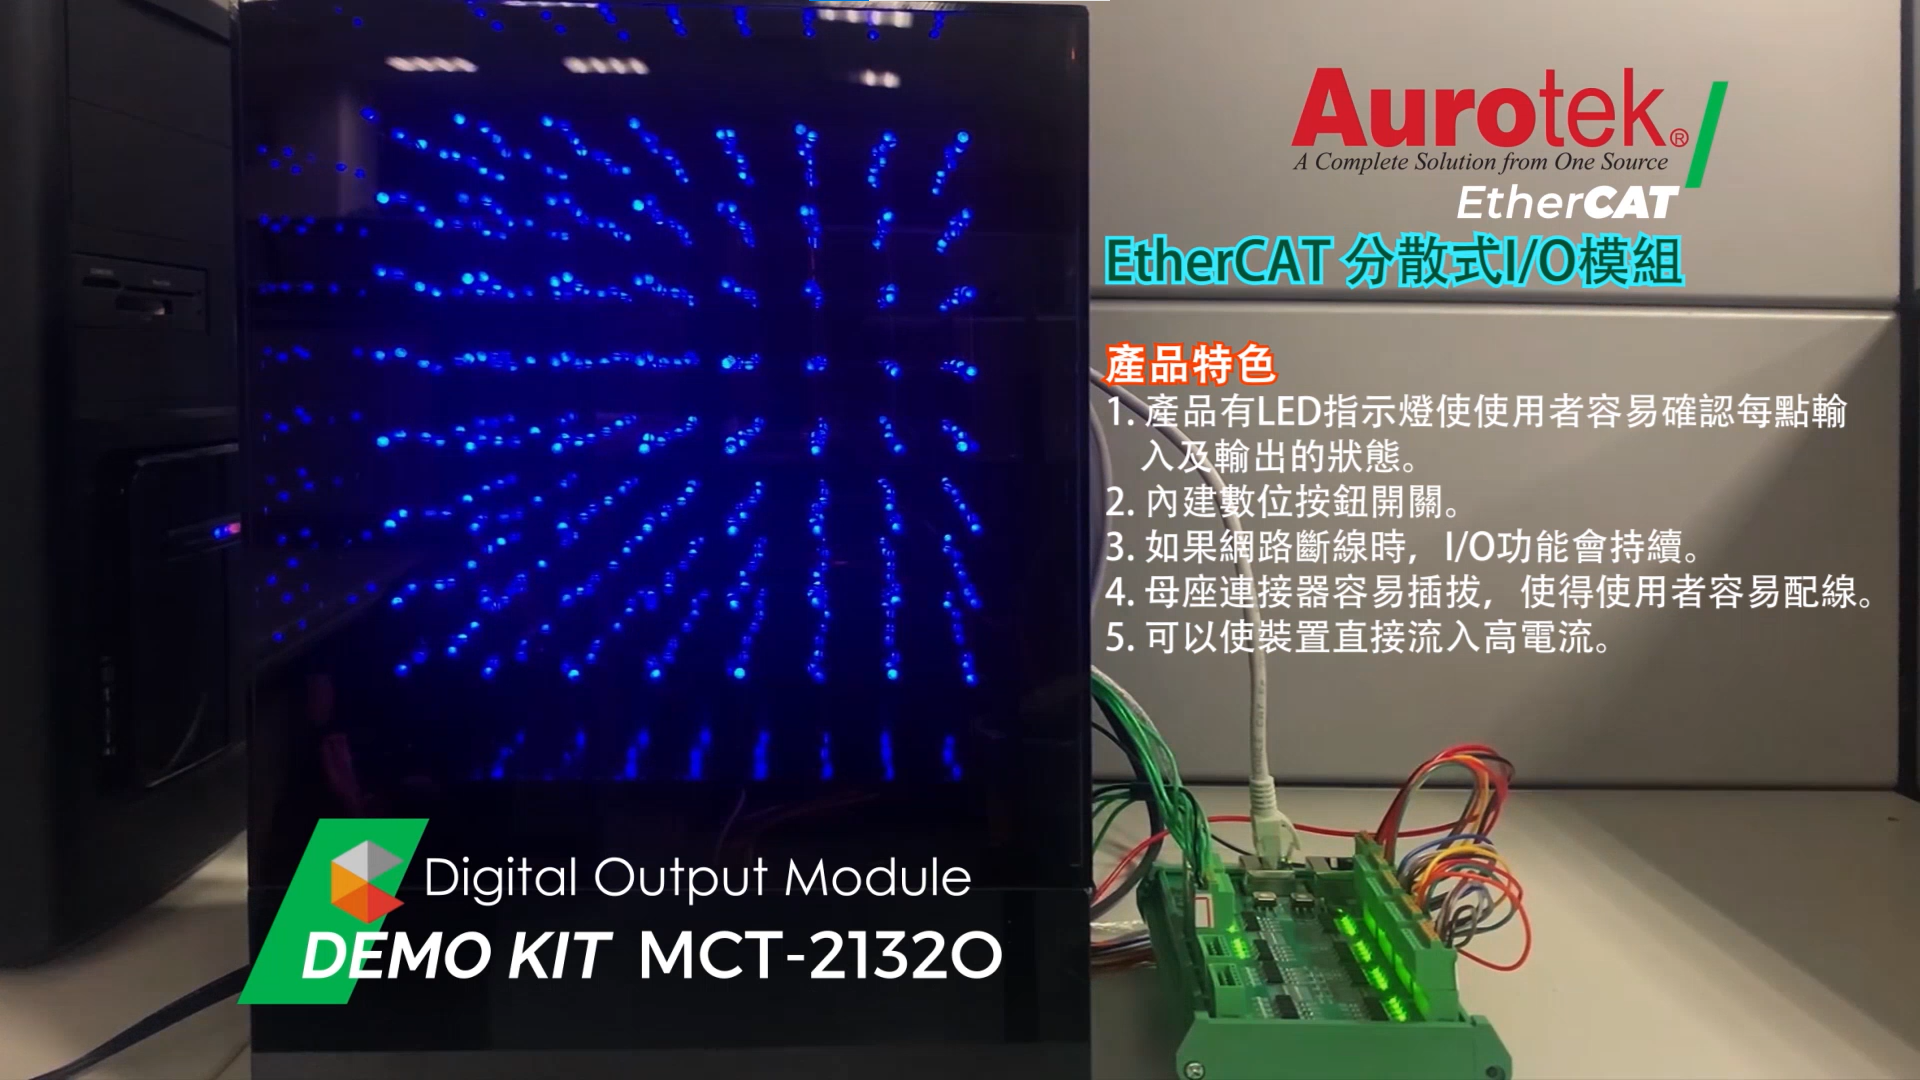 Aurotek®
A Complete Solution from One Source
EtherCAT
EtherCAT 分散式I/O模組
產品特色
1. 產品有LED指示燈使使用者容易確認每點輸
入及輸出的狀態。
2. 內建數位按鈕開關。
3. 如果網路斷線時，I/O功能會持續。
4. 母座連接器容易插拔，使得使用者容易配線。
5. 可以使裝置直接流入高電流。
Digital Output Module
DEMO KIT MCT-2132O